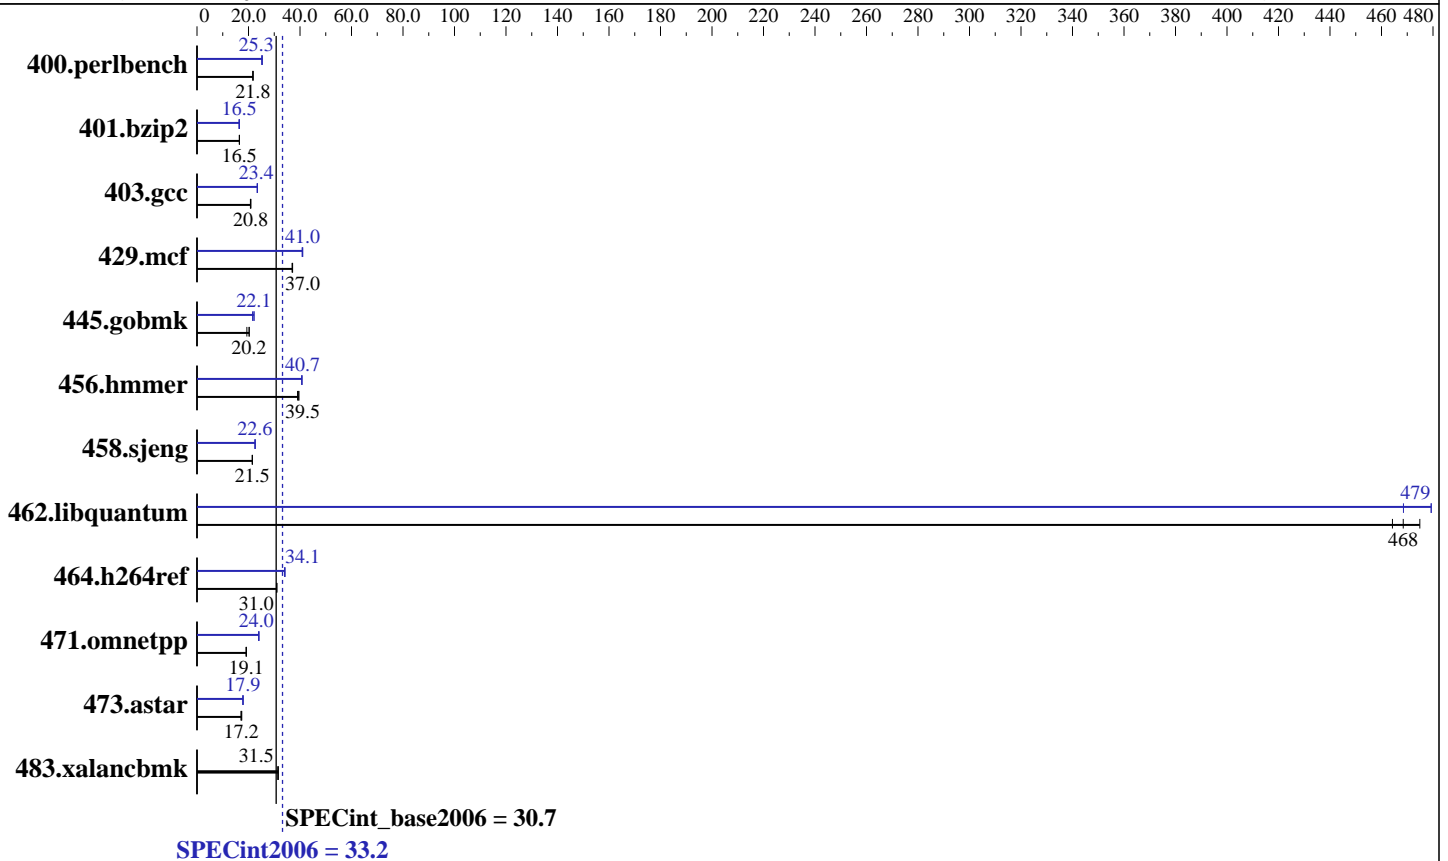 0 20.0 40.0 60.0 80.0 100 120 140 160 180 200 220 240 260 280 300 320 340 360 380 400 420 440 460 480
25.3
400.perlbench
21.8
16.5
401.bzip2
16.5
23.4
403.gcc
20.8
41.0
429.mcf
37.0
22.1
445.gobmk
20.2
40.7
456.hmmer
39.5
22.6
458.sjeng
21.5
479
462.libquantum
468
34.1
464.h264ref
31.0
24.0
471.omnetpp
19.1
17.9
473.astar
17.2
31.5
483.xalancbmk
SPECint_base2006 = 30.7
SPECint2006 = 33.2